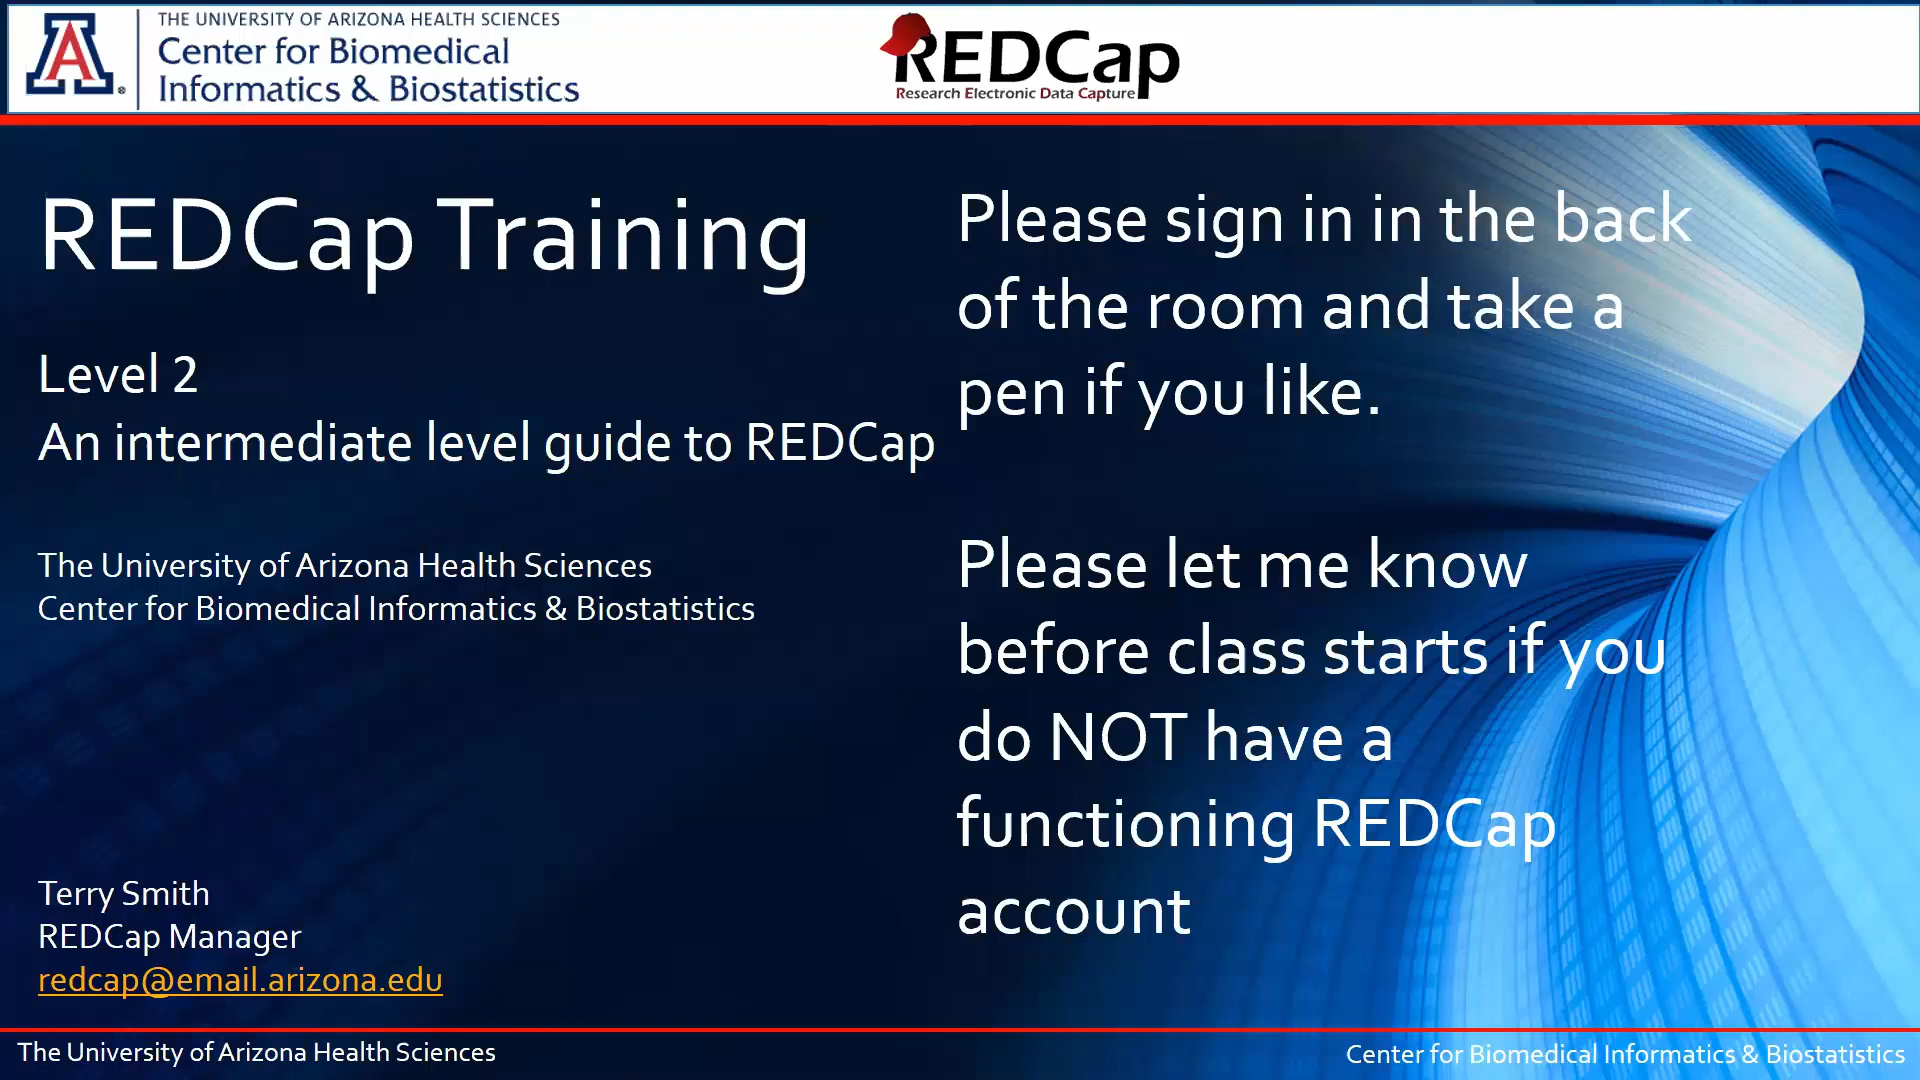 THE UNIVERSITY OF ARIZONA HEALTH SCIENCES
Center for Biomedical
Informatics & Biostatistics
REDCap
Research Electronic Data Capture
REDCap Training
Level 2
An intermediate level guide to REDCap
The University of Arizona Health Sciences
Center for Biomedical Informatics & Biostatistics
Terry Smith
REDCap Manager
redcap@email.arizona.edu
Please sign in in the back
of the room and take a
pen if you like.
Please let me know
before class starts if you
do NOT have a
functioning REDCap
account
The University of Arizona Health Sciences
Center for Biomedical Informatics & Biostatistics